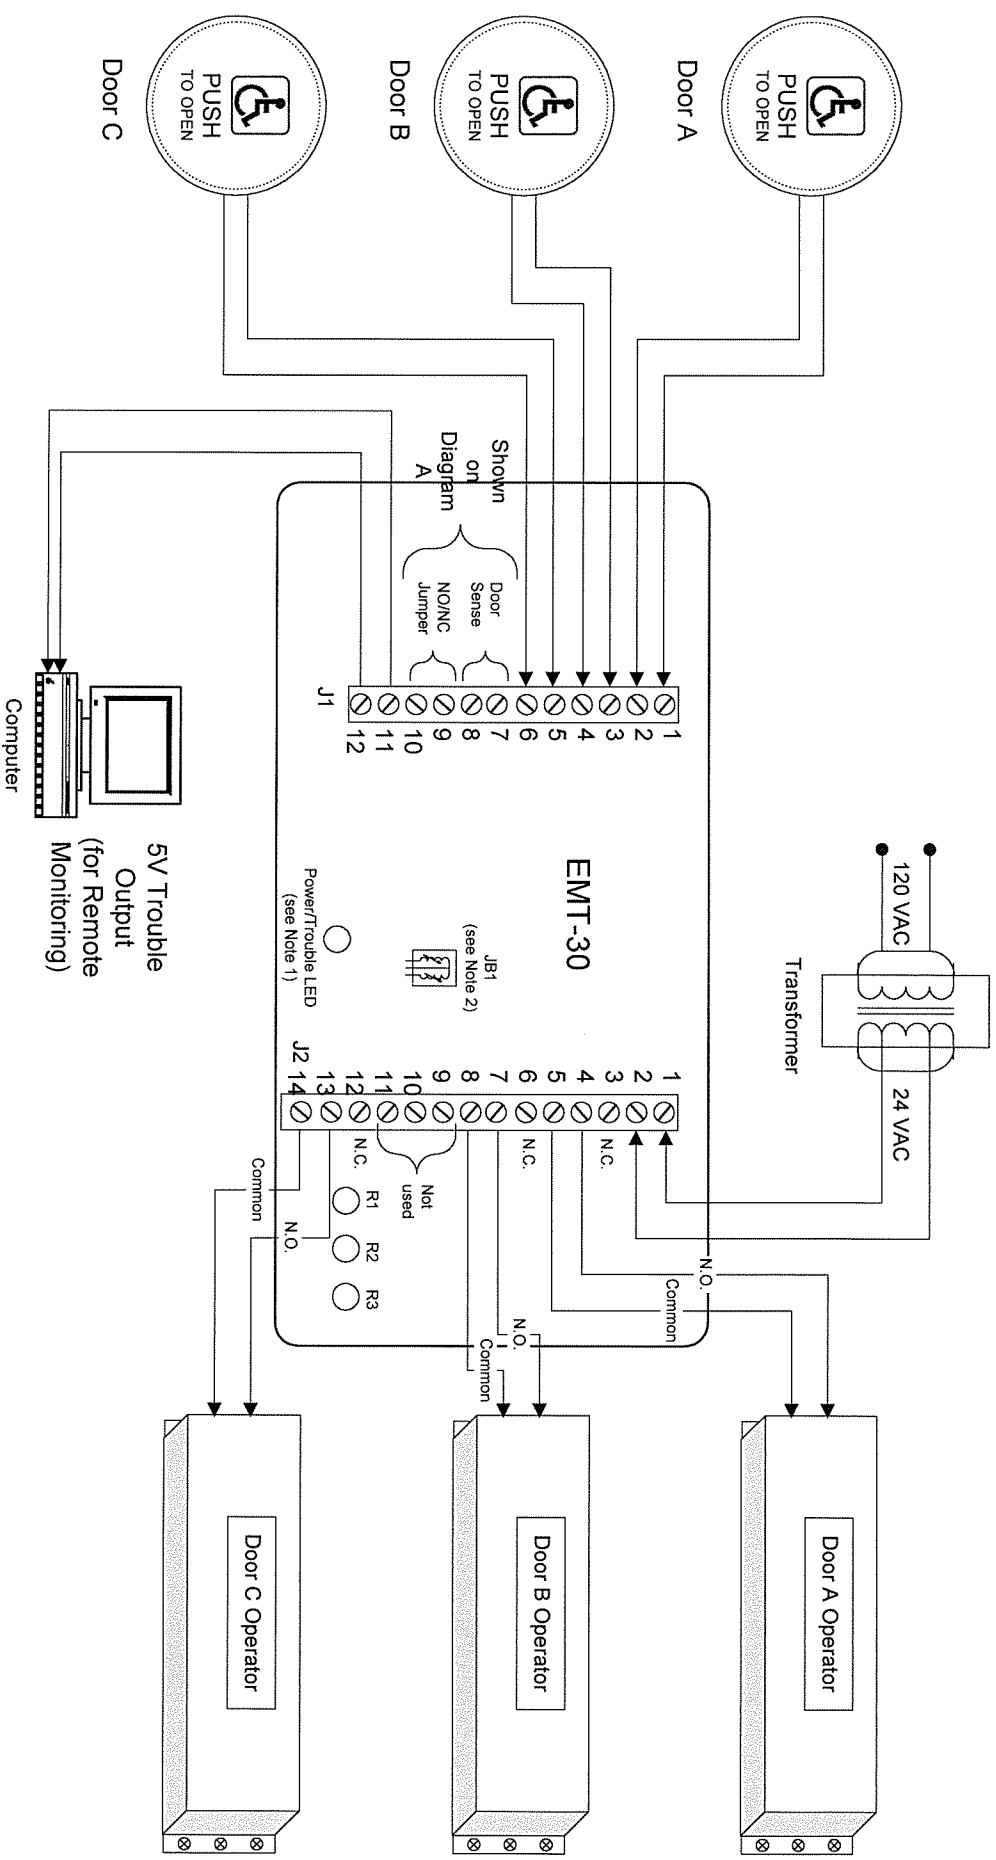 PUSH
TO OPEN
Door A
PUSH
TO OPEN
Door B
PUSH
TO OPEN
Door C
120 VAC
24 VAC
Transformer
EMT-30
Shown
on
Diagram
A
Door
Sense
NO/NC
Jumper
1
2
3
4
5
6
7
8
9
10
11
12
J1
JB1
(see Note 2)
Power/Trouble LED
(see Note 1)
1
2
3
4
5
6
7
8
9
10
11
12
13
14
J2
N.C.
N.C.
Not
used
N.C.
R1
R2
R3
N.O.
Common
N.O.
Common
N.O.
Common
Door A Operator
Door B Operator
Door C Operator
Computer
5V Trouble
Output
(for Remote
Monitoring)